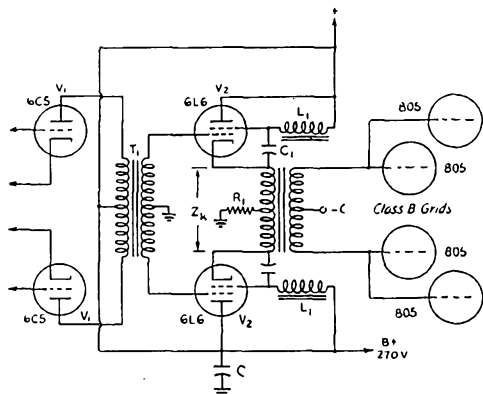 +
V₁
6C5
V₂
6L6
L₁
805
T₁
C₁
805
Zₖ
R₁
-C
Class B Grids
805
805
6C5
V₁
6L6
V₂
L₁
B+
270 V
C